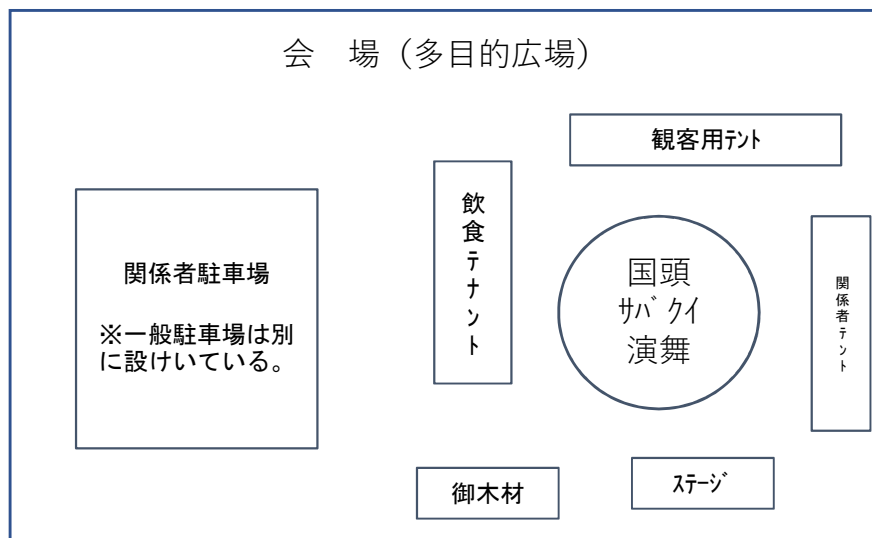 会　場（多目的広場）
観客用ﾃﾝﾄ
飲食テナント
関係者駐車場
※一般駐車場は別
に設けいている。
国頭
ｻﾊﾞｸｲ
演舞
関係者テント
御木材
ｽﾃｰｼﾞ